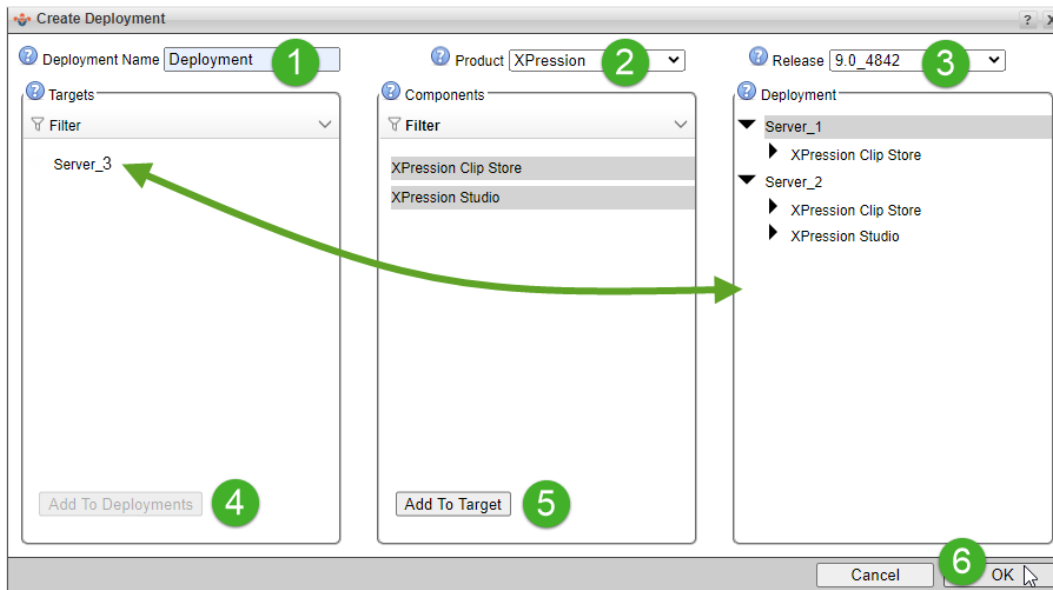 Create Deployment
? X
Deployment Name Deployment 1
Product XPression 2
Release 9.0_4842 3
Targets
Filter
Server_3
Add To Deployments 4
Components
Filter
XPression Clip Store
XPression Studio
Add To Target 5
Deployment
Server_1
XPression Clip Store
Server_2
XPression Clip Store
XPression Studio
Cancel 6 OK